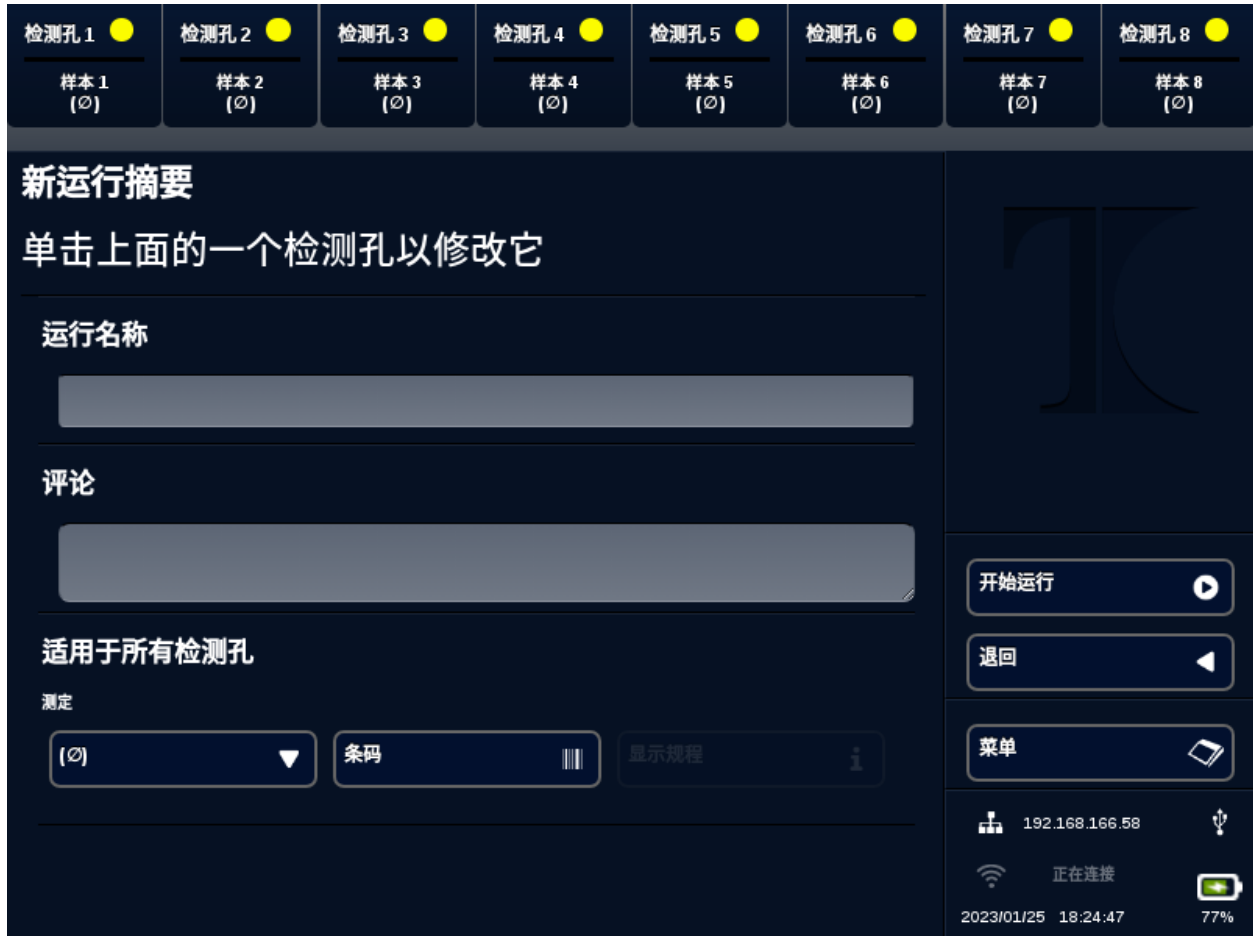 检测孔 1 检测孔 2 检测孔 3 检测孔 4 检测孔 5 检测孔 6 检测孔 7 检测孔 8
样本 1 样本 2 样本 3 样本 4 样本 5 样本 6 样本 7 样本 8
(∅) (∅) (∅) (∅) (∅) (∅) (∅) (∅)
新运行摘要
单击上面的一个检测孔以修改它
运行名称
评论
适用于所有检测孔
测定
(∅) 条码 显示规程
开始运行
退回
菜单
192.168.166.58
正在连接
2023/01/25 18:24:47 77%